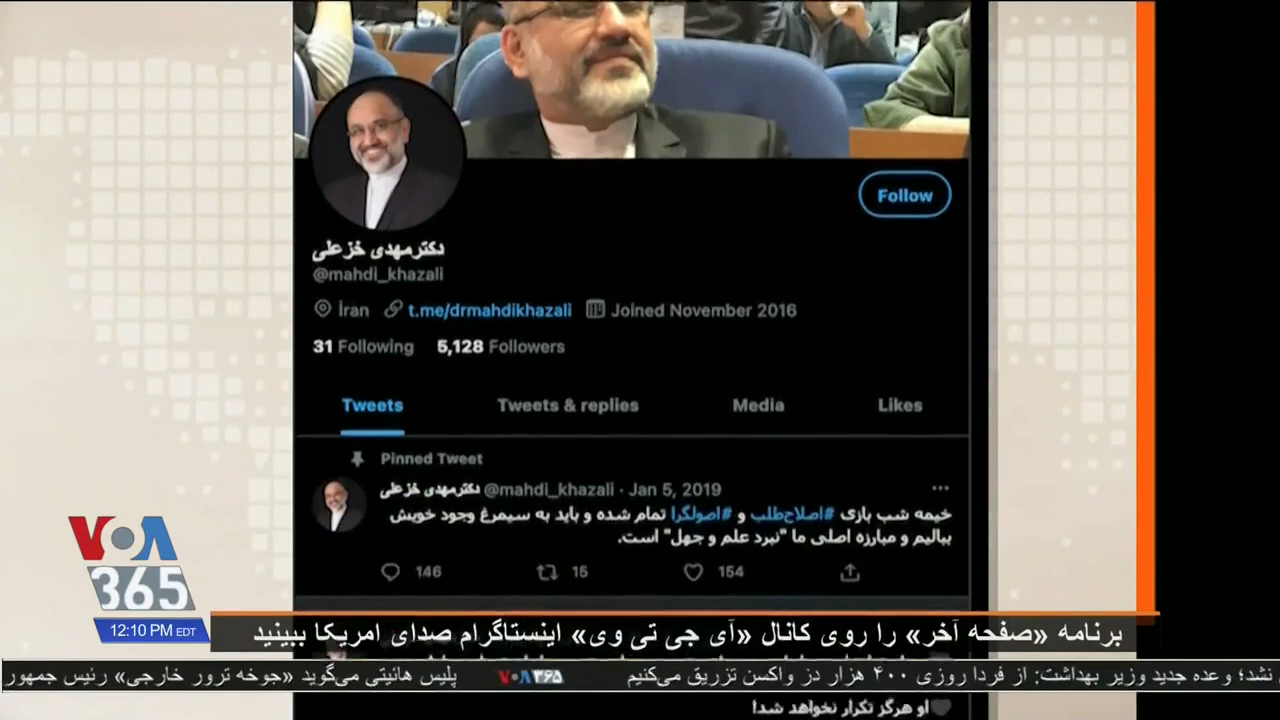 Follow
دکترمهدی خزعلی
@mahdi_khazali
İran t.me/drmahdikhazali Joined November 2016
31 Following 5,128 Followers
Tweets Tweets & replies Media Likes
Pinned Tweet
دکترمهدی خزعلی @mahdi_khazali · Jan 5, 2019 ...
خیمه شب بازی #اصلاح‌طلب و #اصولگرا تمام شده و باید به سیمرغ وجود خویش
ببالیم و مبارزه اصلی ما "نبرد علم و جهل" است.
146 15 154
VOA
365
12:10 PM EDT
برنامه «صفحه آخر» را روی کانال «آی جی تی وی» اینستاگرام صدای امریکا ببینید
نشد؛ وعده جدید وزیر بهداشت: از فردا روزی ۴۰۰ هزار دز واکسن تزریق می‌کنیم VOA365 پلیس هائیتی می‌گوید «جوخه ترور خارجی» رئیس جمهور
او هرگز تکرار نخواهد شد!